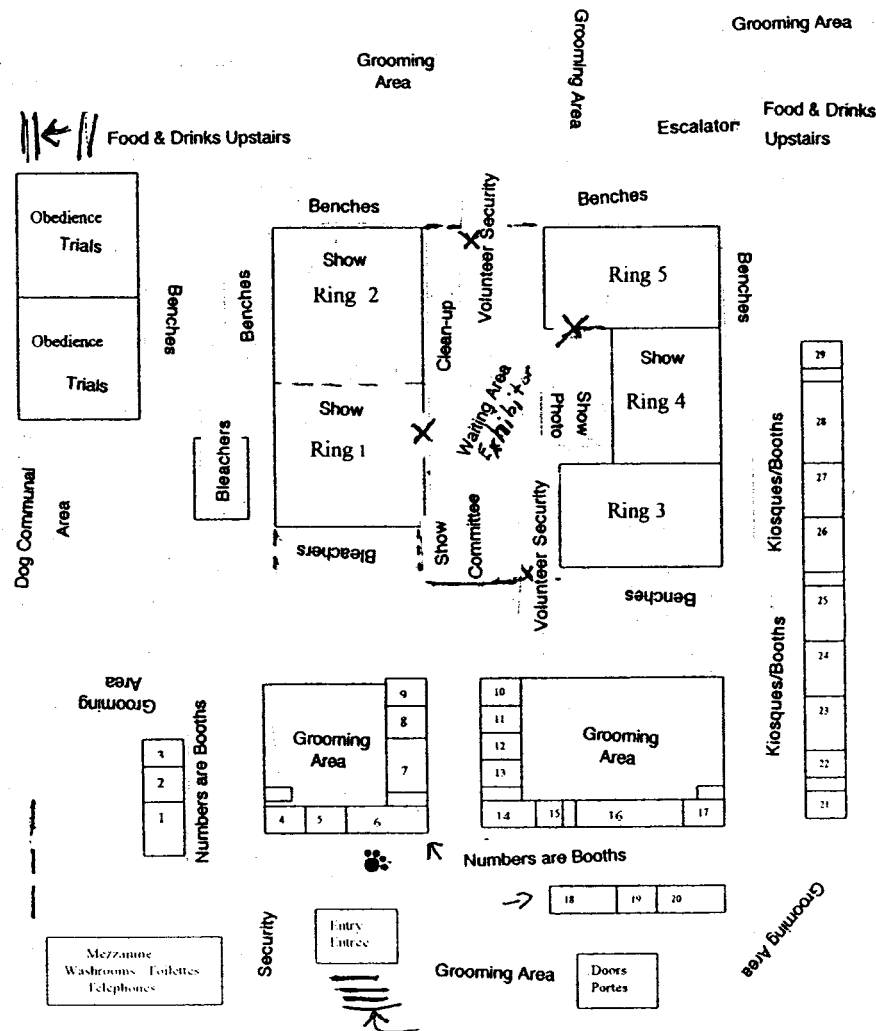 Grooming Area
Grooming
Area
Grooming Area
Food & Drinks
Upstairs
Escalator
Food & Drinks Upstairs
Obedience
Trials
Obedience
Trials
Benches
Benches
Benches
Show
Ring 2
Show
Ring 1
Bleachers
Bleachers
Clean-up
Volunteer Security
Waiting Area
Exhibitor
Show
Photo
Show
Committee
Volunteer Security
Benches
Ring 5
Benches
Show
Ring 4
Ring 3
Benches
Dog Communal
Area
29
28
27
26
25
24
23
22
21
Kiosques/Booths
Kiosques/Booths
Grooming
Area
3
2
1
Numbers are Booths
Grooming
Area
9
8
7
4 5 6
10
11
12
13
Grooming
Area
14 15 16 17
Numbers are Booths
18 19 20
Grooming Area
Mezzanine
Washrooms Toilettes
Telephones
Security
Entry
Entrée
Grooming Area
Doors
Portes